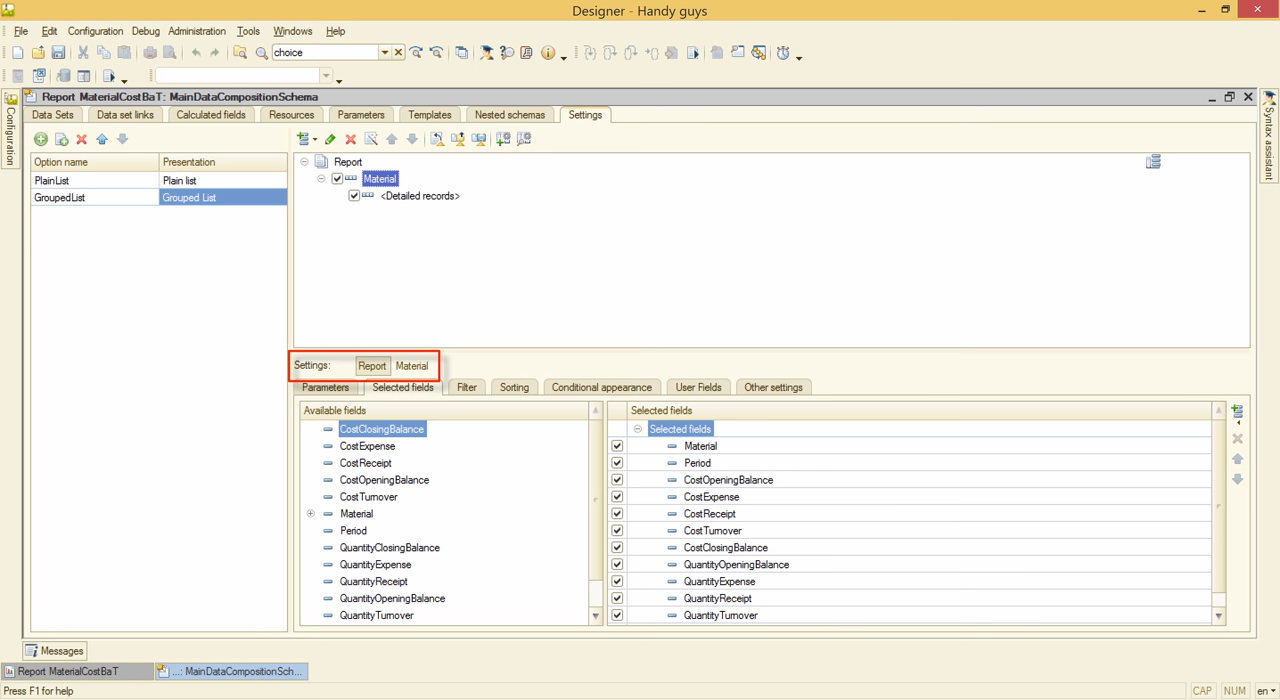 Designer - Handy guys
File Edit Configuration Debug Administration Tools Windows Help
choice
Configuration
Syntax assistant
Report MaterialCostBaT: MainDataCompositionSchema
Data Sets Data set links Calculated fields Resources Parameters Templates Nested schemas Settings
Option name Presentation
PlainList Plain list
GroupedList Grouped List
Report
Material
<Detailed records>
Settings: Report Material
Parameters Selected fields Filter Sorting Conditional appearance User Fields Other settings
Available fields
CostClosingBalance
CostExpense
CostReceipt
CostOpeningBalance
CostTurnover
Material
Period
QuantityClosingBalance
QuantityExpense
QuantityReceipt
QuantityOpeningBalance
QuantityTurnover
Selected fields
Selected fields
Material
Period
CostOpeningBalance
CostExpense
CostReceipt
CostTurnover
CostClosingBalance
QuantityOpeningBalance
QuantityExpense
QuantityReceipt
QuantityTurnover
Messages
Report MaterialCostBaT ...: MainDataCompositionSch...
Press F1 for help CAP NUM en